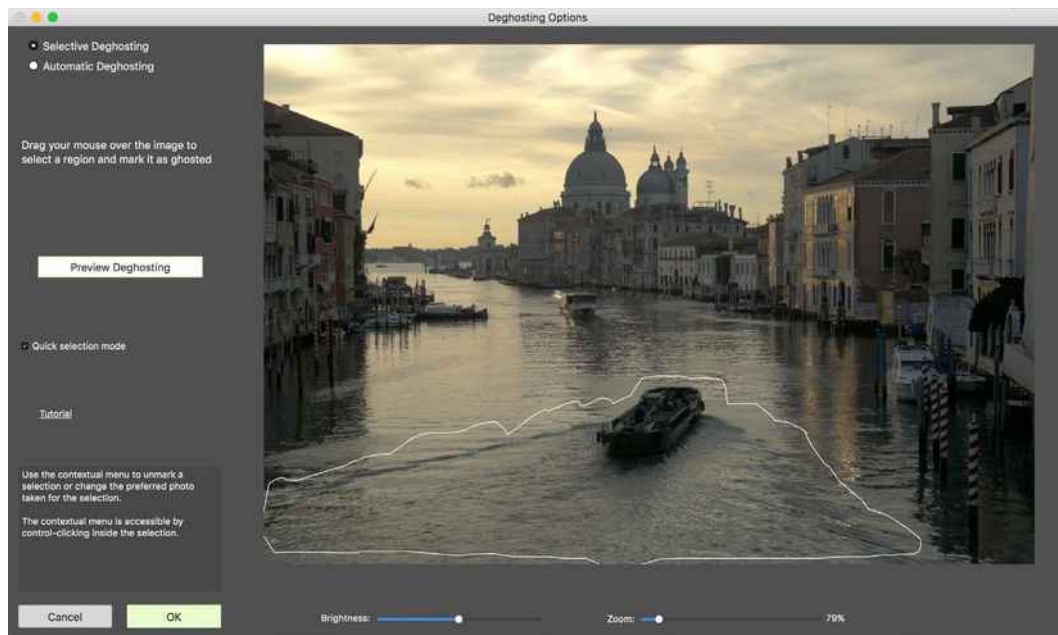 Deghosting Options
Selective Deghosting
Automatic Deghosting
Drag your mouse over the image to
select a region and mark it as ghosted
Preview Deghosting
Quick selection mode
Tutorial
Use the contextual menu to unmark a
selection or change the preferred photo
taken for the selection.
The contextual menu is accessible by
control-clicking inside the selection.
Cancel
OK
Brightness:
Zoom:
79%